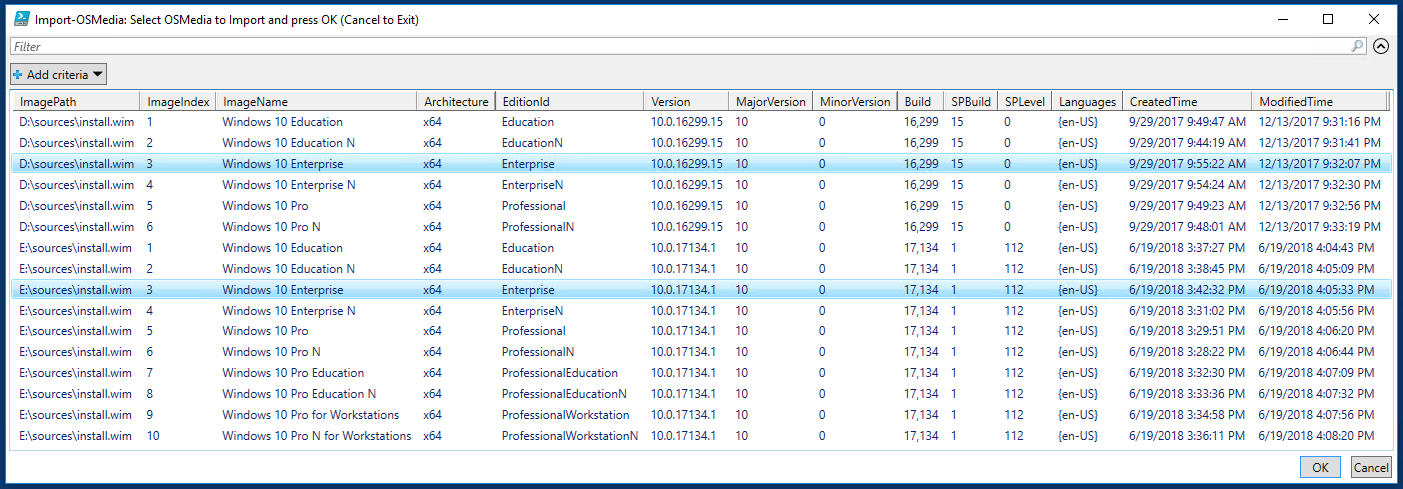 Import-OSMedia: Select OSMedia to Import and press OK (Cancel to Exit)
Filter
Add criteria
ImagePath ImageIndex ImageName Architecture EditionId Version MajorVersion MinorVersion Build SPBuild SPLevel Languages CreatedTime ModifiedTime
D:\sources\install.wim 1 Windows 10 Education x64 Education 10.0.16299.15 10 0 16,299 15 0 {en-US} 9/29/2017 9:49:47 AM 12/13/2017 9:31:16 PM
D:\sources\install.wim 2 Windows 10 Education N x64 EducationN 10.0.16299.15 10 0 16,299 15 0 {en-US} 9/29/2017 9:44:19 AM 12/13/2017 9:31:41 PM
D:\sources\install.wim 3 Windows 10 Enterprise x64 Enterprise 10.0.16299.15 10 0 16,299 15 0 {en-US} 9/29/2017 9:55:22 AM 12/13/2017 9:32:07 PM
D:\sources\install.wim 4 Windows 10 Enterprise N x64 EnterpriseN 10.0.16299.15 10 0 16,299 15 0 {en-US} 9/29/2017 9:54:24 AM 12/13/2017 9:32:30 PM
D:\sources\install.wim 5 Windows 10 Pro x64 Professional 10.0.16299.15 10 0 16,299 15 0 {en-US} 9/29/2017 9:49:23 AM 12/13/2017 9:32:56 PM
D:\sources\install.wim 6 Windows 10 Pro N x64 ProfessionalN 10.0.16299.15 10 0 16,299 15 0 {en-US} 9/29/2017 9:48:01 AM 12/13/2017 9:33:19 PM
E:\sources\install.wim 1 Windows 10 Education x64 Education 10.0.17134.1 10 0 17,134 1 112 {en-US} 6/19/2018 3:37:27 PM 6/19/2018 4:04:43 PM
E:\sources\install.wim 2 Windows 10 Education N x64 EducationN 10.0.17134.1 10 0 17,134 1 112 {en-US} 6/19/2018 3:38:45 PM 6/19/2018 4:05:09 PM
E:\sources\install.wim 3 Windows 10 Enterprise x64 Enterprise 10.0.17134.1 10 0 17,134 1 112 {en-US} 6/19/2018 3:42:32 PM 6/19/2018 4:05:33 PM
E:\sources\install.wim 4 Windows 10 Enterprise N x64 EnterpriseN 10.0.17134.1 10 0 17,134 1 112 {en-US} 6/19/2018 3:31:02 PM 6/19/2018 4:05:56 PM
E:\sources\install.wim 5 Windows 10 Pro x64 Professional 10.0.17134.1 10 0 17,134 1 112 {en-US} 6/19/2018 3:29:51 PM 6/19/2018 4:06:20 PM
E:\sources\install.wim 6 Windows 10 Pro N x64 ProfessionalN 10.0.17134.1 10 0 17,134 1 112 {en-US} 6/19/2018 3:28:22 PM 6/19/2018 4:06:44 PM
E:\sources\install.wim 7 Windows 10 Pro Education x64 ProfessionalEducation 10.0.17134.1 10 0 17,134 1 112 {en-US} 6/19/2018 3:32:30 PM 6/19/2018 4:07:09 PM
E:\sources\install.wim 8 Windows 10 Pro Education N x64 ProfessionalEducationN 10.0.17134.1 10 0 17,134 1 112 {en-US} 6/19/2018 3:33:36 PM 6/19/2018 4:07:32 PM
E:\sources\install.wim 9 Windows 10 Pro for Workstations x64 ProfessionalWorkstation 10.0.17134.1 10 0 17,134 1 112 {en-US} 6/19/2018 3:34:58 PM 6/19/2018 4:07:56 PM
E:\sources\install.wim 10 Windows 10 Pro N for Workstations x64 ProfessionalWorkstationN 10.0.17134.1 10 0 17,134 1 112 {en-US} 6/19/2018 3:36:11 PM 6/19/2018 4:08:20 PM
OK Cancel